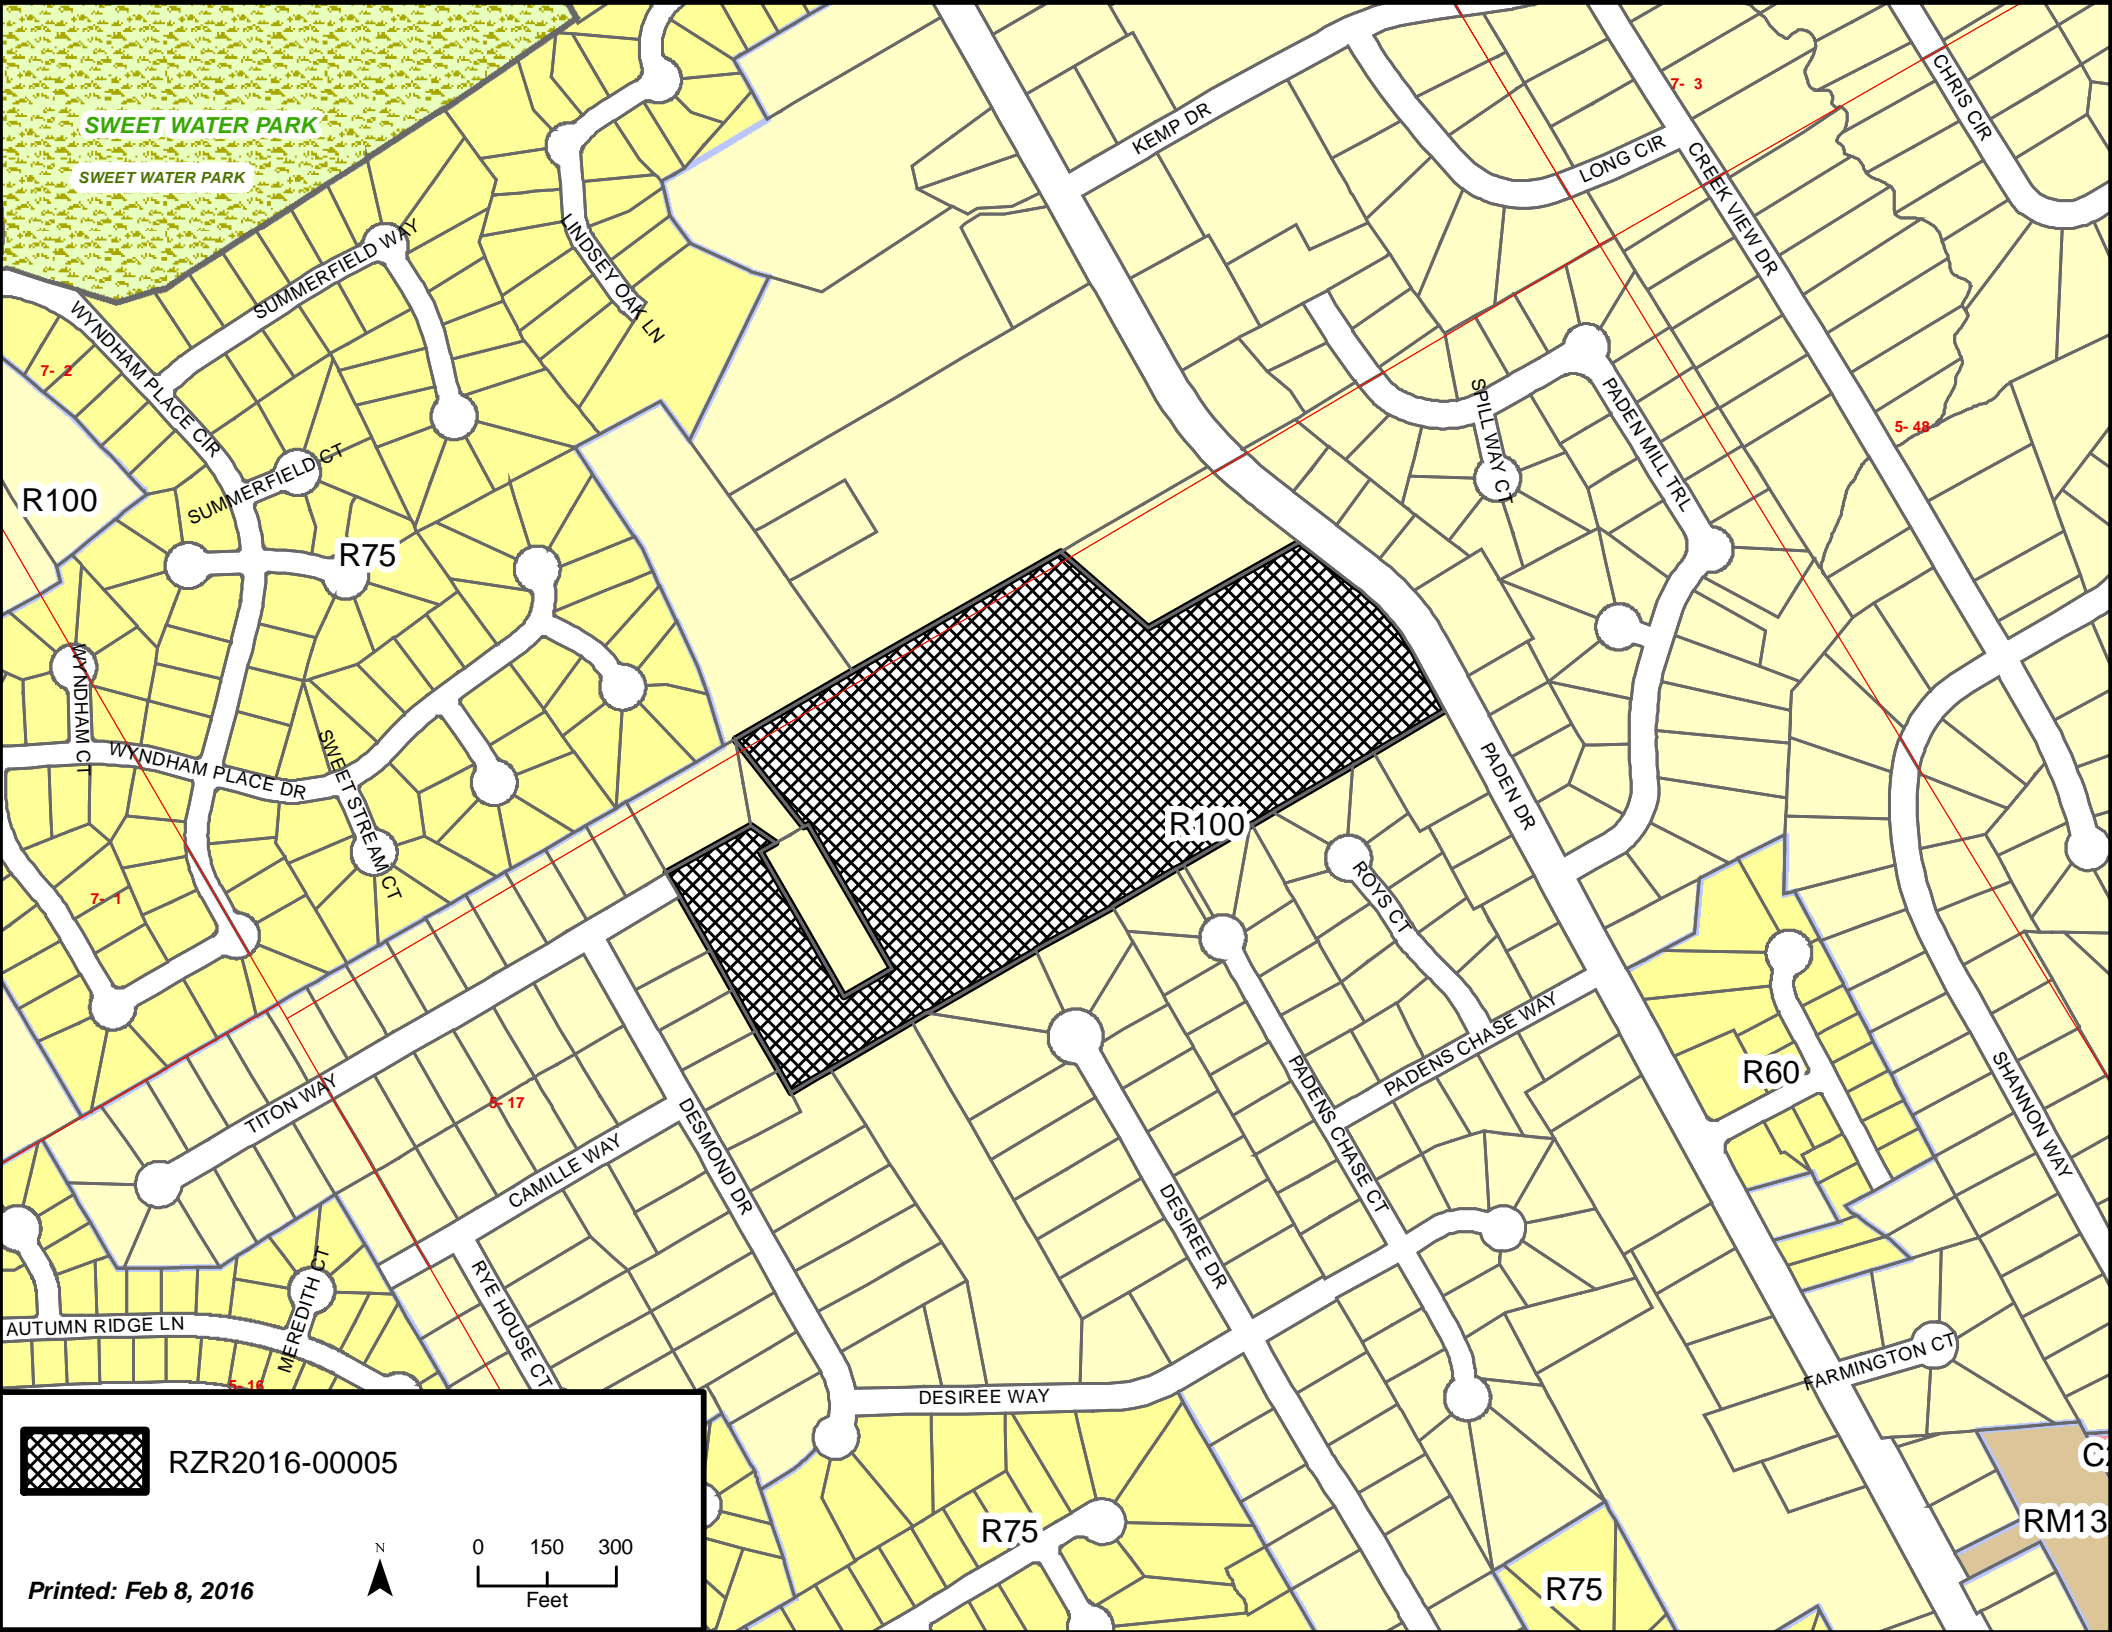 SWEET WATER PARK
SWEET WATER PARK
7- 3
CHRIS CIR
KEMP DR
LONG CIR
CREEK VIEW DR
LINDSEY OAK LN
SUMMERFIELD WAY
WYNDHAM PLACE CIR
7- 2
SPILL WAY CT
PADEN MILL TRL
5- 48
SUMMERFIELD CT
R100
R75
WYNDHAM CT
WYNDHAM PLACE DR
SWEET STREAM CT
PADEN DR
R100
ROYS CT
7- 1
PADENS CHASE WAY
R60
SHANNON WAY
TITON WAY
5- 17
DESMOND DR
PADENS CHASE CT
CAMILLE WAY
DESIREE DR
RYE HOUSE CT
MEREDITH CT
AUTUMN RIDGE LN
FARMINGTON CT
5- 16
DESIREE WAY
RZR2016-00005
R75
RM13
R75
N
0 150 300
Feet
Printed: Feb 8, 2016